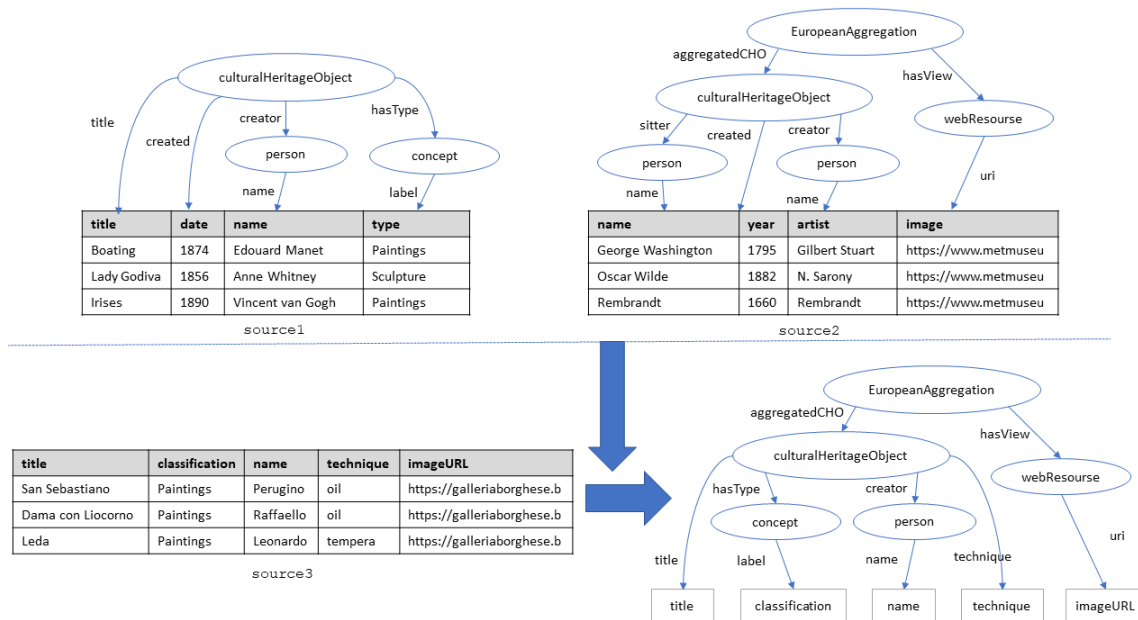 EuropeanAggregation
aggregatedCHO
hasView
culturalHeritageObject
culturalHeritageObject
title
created
creator
hasType
sitter
created
creator
webResourse
person
concept
person
person
uri
name
label
name
name
title date name type
Boating 1874 Edouard Manet Paintings
Lady Godiva 1856 Anne Whitney Sculpture
Irises 1890 Vincent van Gogh Paintings
source1
name year artist image
George Washington 1795 Gilbert Stuart https://www.metmuseu
Oscar Wilde 1882 N. Sarony https://www.metmuseu
Rembrandt 1660 Rembrandt https://www.metmuseu
source2
title classification name technique imageURL
San Sebastiano Paintings Perugino oil https://galleriaborghese.b
Dama con Liocorno Paintings Raffaello oil https://galleriaborghese.b
Leda Paintings Leonardo tempera https://galleriaborghese.b
source3
EuropeanAggregation
aggregatedCHO
hasView
culturalHeritageObject
hasType
creator
webResourse
concept
person
title
label
name
technique
uri
title classification name technique imageURL